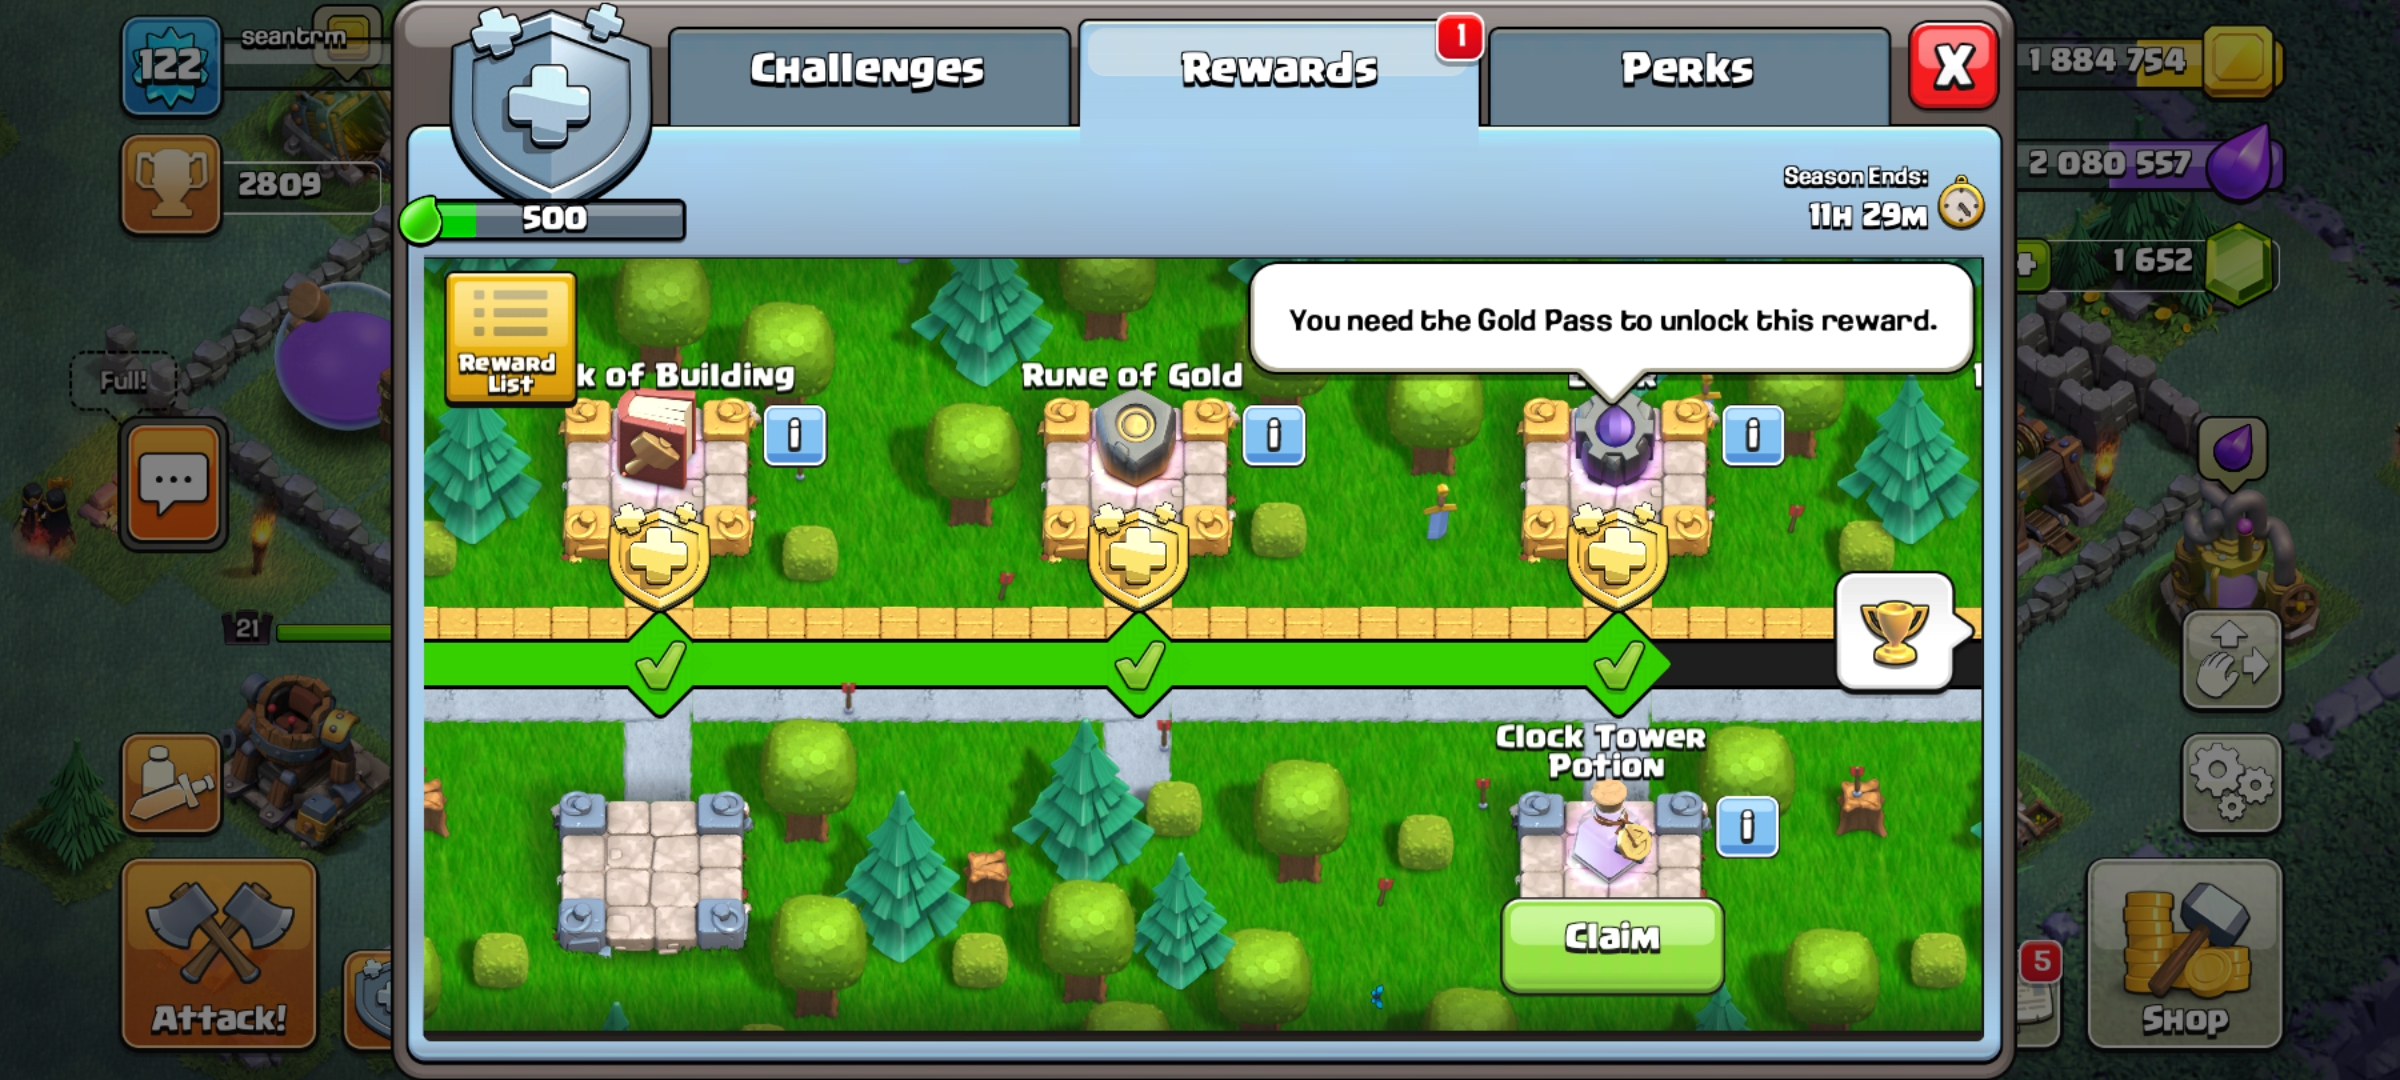 122
seantrm
2809
Full!
21
Attack!
Challenges
Rewards
1
Perks
X
500
Season Ends:
11H 29M
1 884 754
2 080 557
1 652
Reward
List
k of Building
Rune of Gold
You need the Gold Pass to unlock this reward.
i
i
i
Clock Tower
Potion
i
Claim
5
Shop